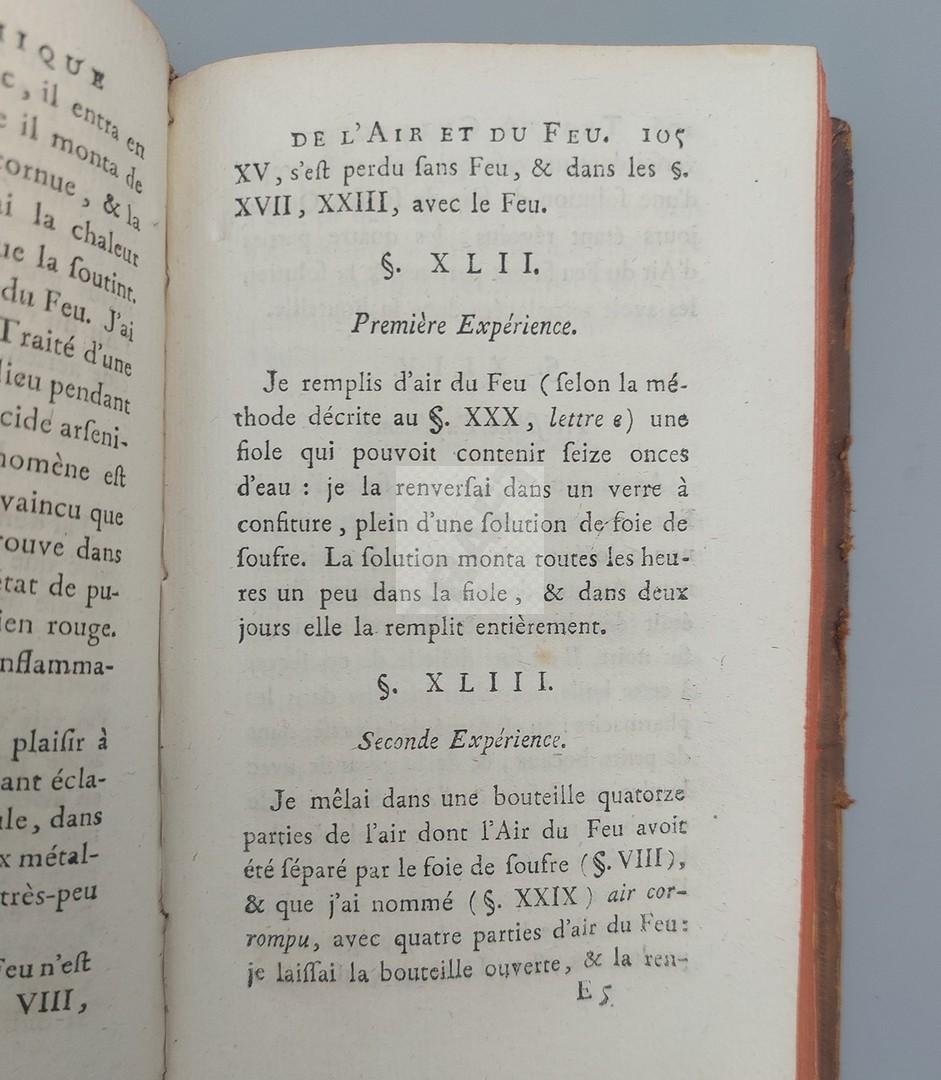 IQUE
, il entra en
il monta de
cornue, & la
la chaleur
la ſoutint.
du Feu. J'ai
Traité d'une
lieu pendant
cide arſeni-
nomène eſt
vaincu que
rouve dans
état de pu-
ien rouge.
nflamma-
plaiſir à
ant écla-
ule, dans
x métal-
très-peu
Feu n'eſt
VIII,
DE L'AIR ET DU FEU. 105
XV, s'eſt perdu ſans Feu, & dans les §.
XVII, XXIII, avec le Feu.
§. XLII.
Première Expérience.
Je remplis d'air du Feu (ſelon la mé-
thode décrite au §. XXX, lettre e) une
fiole qui pouvoit contenir ſeize onces
d'eau : je la renverſai dans un verre à
confiture, plein d'une ſolution de foie de
ſoufre. La ſolution monta toutes les heu-
res un peu dans la fiole, & dans deux
jours elle la remplit entièrement.
§. XLIII.
Seconde Expérience.
Je mêlai dans une bouteille quatorze
parties de l'air dont l'Air du Feu avoit
été ſéparé par le foie de ſoufre (§. VIII),
& que j'ai nommé (§. XXIX) air cor-
rompu, avec quatre parties d'air du Feu :
je laiſſai la bouteille ouverte, & la ren-
E 5